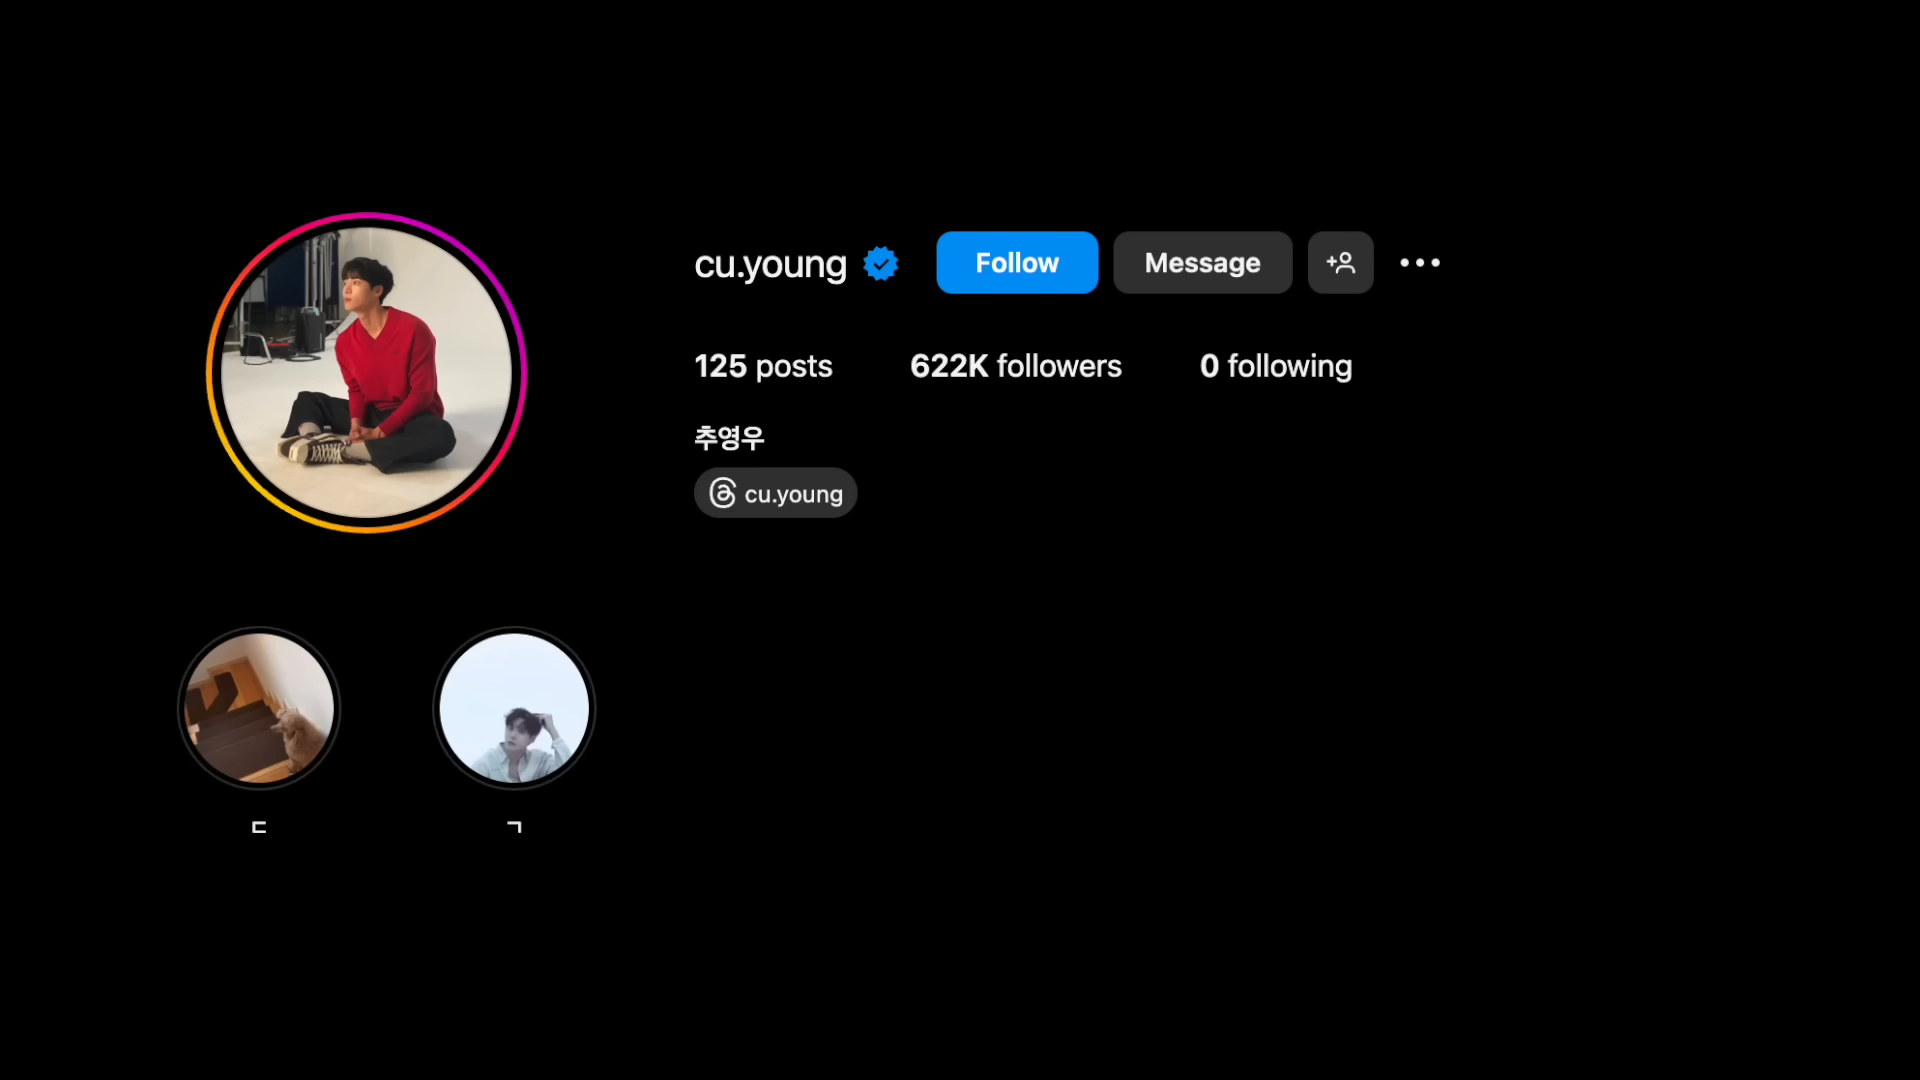 cu.young Follow Message
125 posts 622K followers 0 following
추영우
cu.young
ㄷ ㄱ